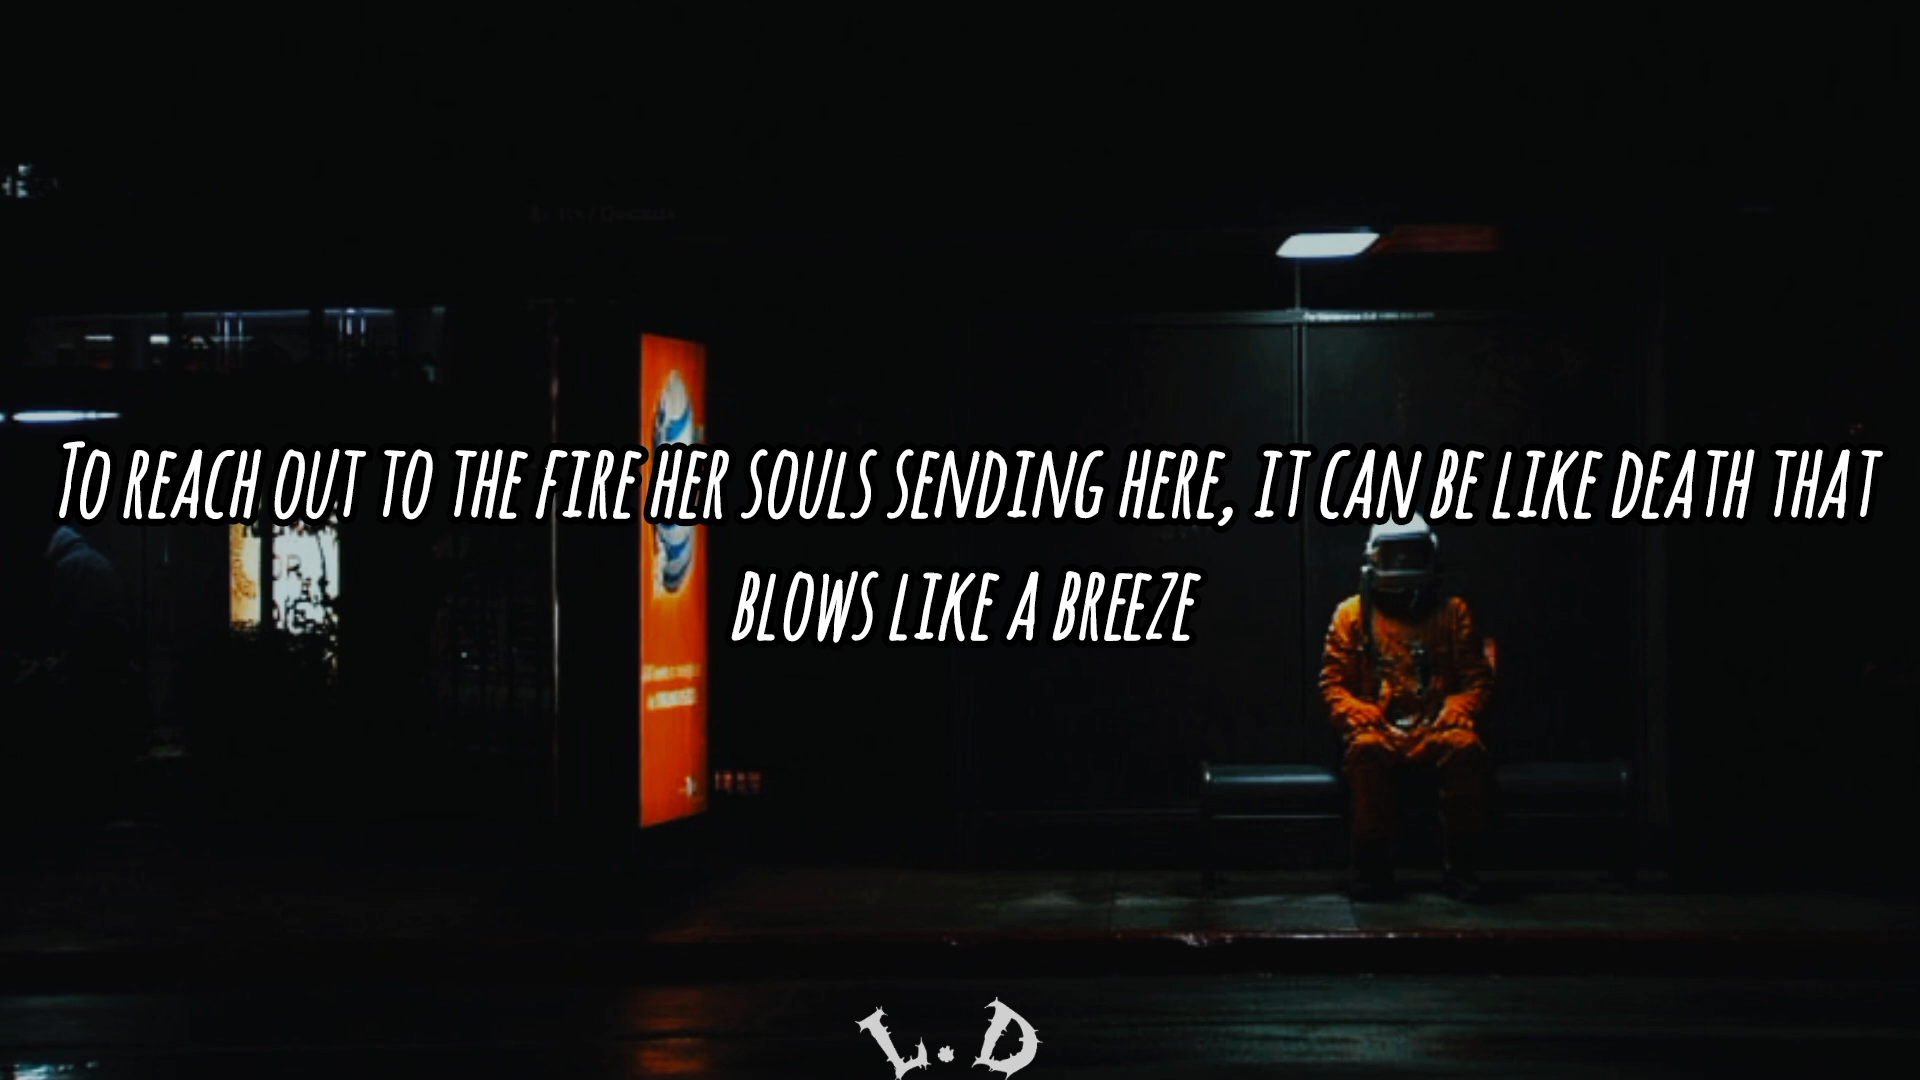 To reach out to the fire her souls sending here, it can be like death that
blows like a breeze
L.D